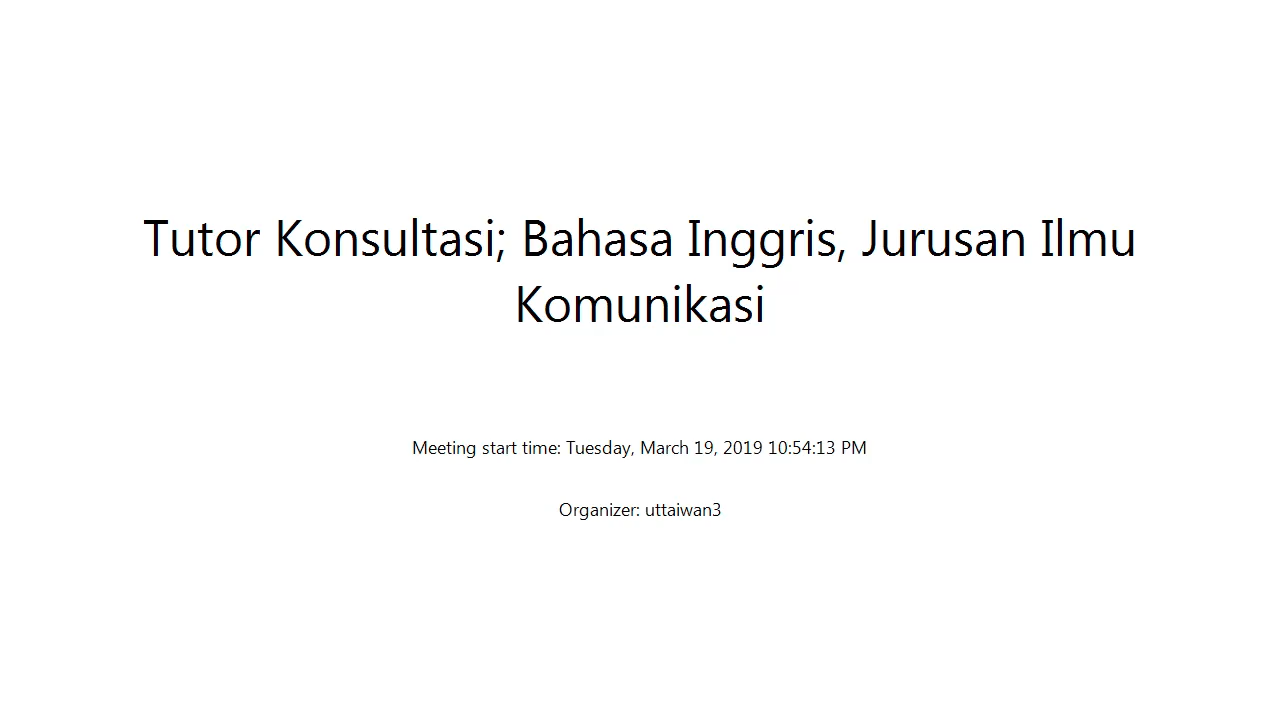 Tutor Konsultasi; Bahasa Inggris, Jurusan Ilmu
Komunikasi
Meeting start time: Tuesday, March 19, 2019 10:54:13 PM
Organizer: uttaiwan3